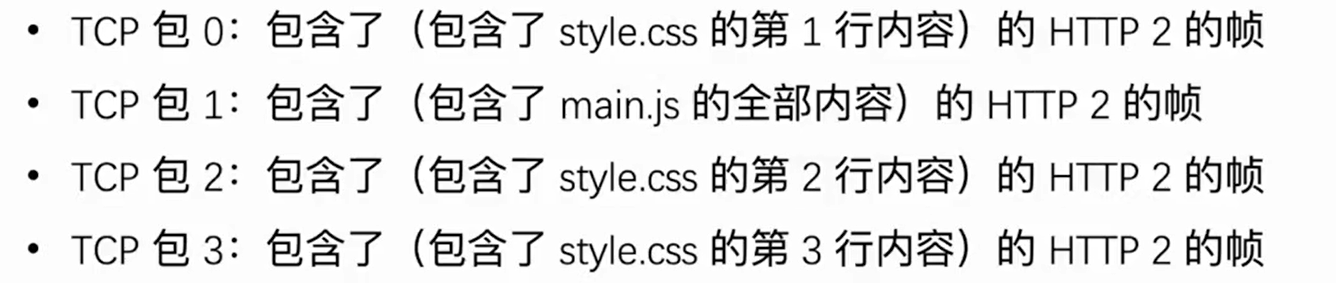 • TCP 包 0：包含了（包含了 style.css 的第 1 行内容）的 HTTP 2 的帧
• TCP 包 1：包含了（包含了 main.js 的全部内容）的 HTTP 2 的帧
• TCP 包 2：包含了（包含了 style.css 的第 2 行内容）的 HTTP 2 的帧
• TCP 包 3：包含了（包含了 style.css 的第 3 行内容）的 HTTP 2 的帧